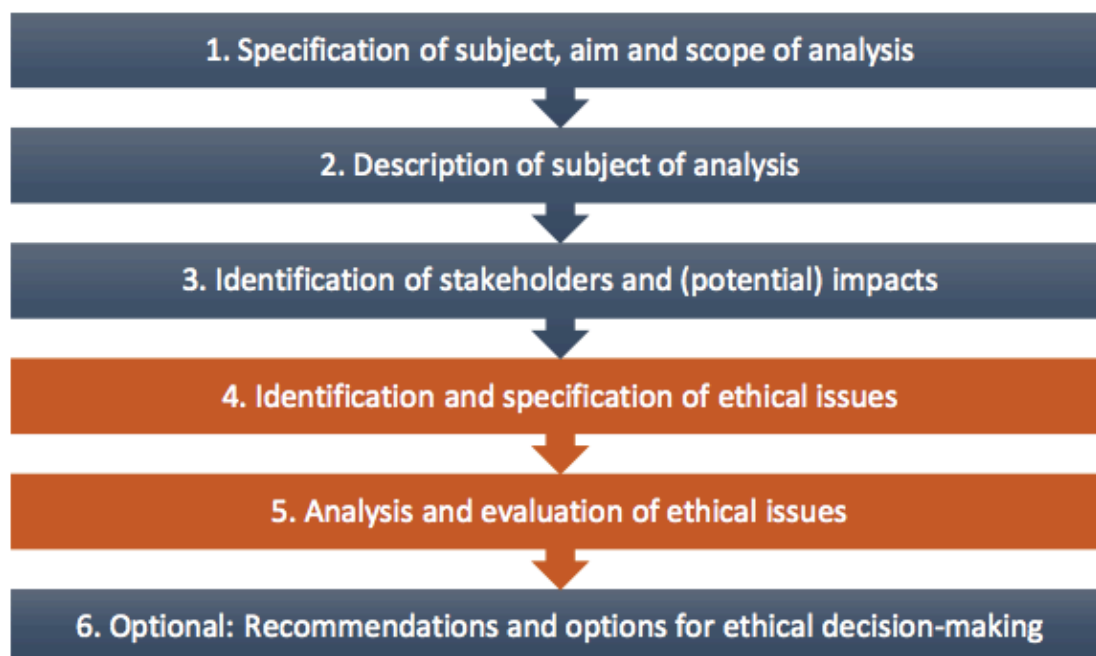 1. Specification of subject, aim and scope of analysis
2. Description of subject of analysis
3. Identification of stakeholders and (potential) impacts
4. Identification and specification of ethical issues
5. Analysis and evaluation of ethical issues
6. Optional: Recommendations and options for ethical decision-making